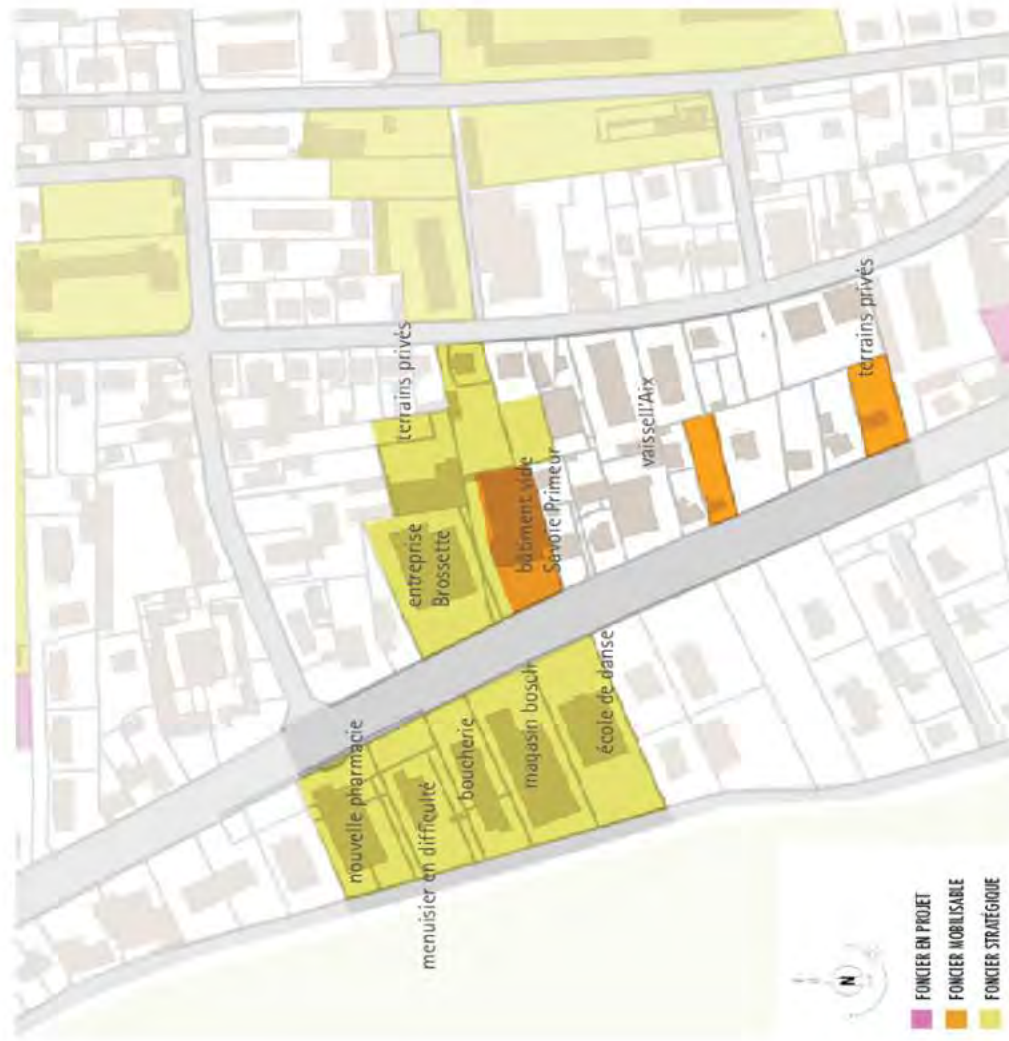 nouvelle pharmacie
menuisier en difficulté
boucherie
magasin bosch
école de danse
entreprise
Brossette
terrains privés
bâtiment vide
Savoie Primeur
vaissell'Aix
terrains privés
N
FONCIER EN PROJET
FONCIER MOBILISABLE
FONCIER STRATÉGIQUE